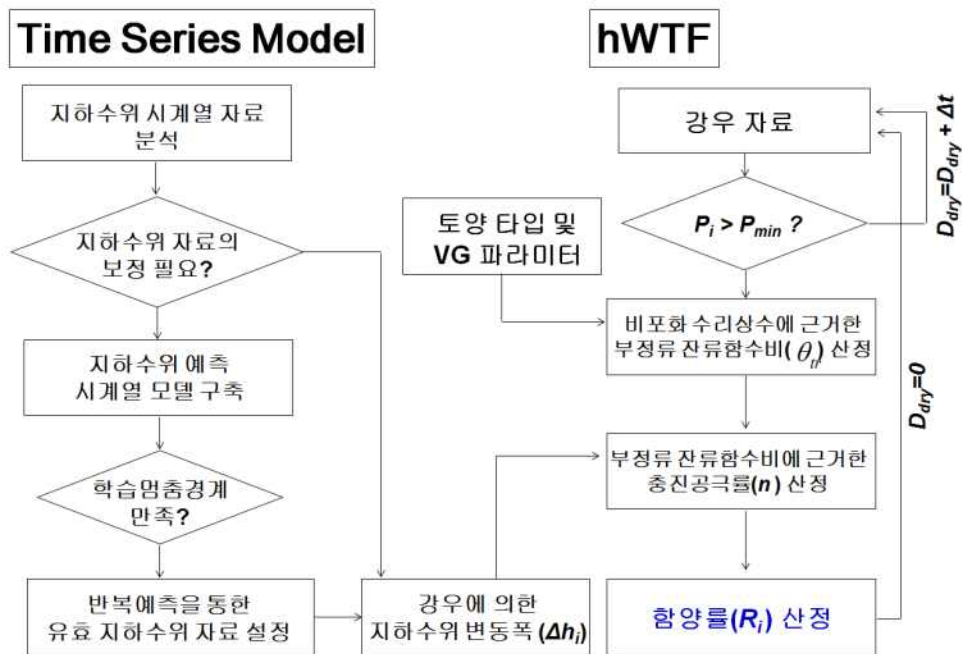 Time Series Model
지하수위 시계열 자료
분석
지하수위 자료의
보정 필요?
지하수위 예측
시계열 모델 구축
학습멈춤경계
만족?
반복예측을 통한
유효 지하수위 자료 설정
강우에 의한
지하수위 변동폭(Δhi)
hWTF
강우 자료
Pi > Pmin ?
토양 타입 및
VG 파라미터
비포화 수리상수에 근거한
부정류 잔류함수비(θrt) 산정
부정류 잔류함수비에 근거한
충진공극률(n) 산정
함양률(Ri) 산정
Ddry=Ddry + Δt
Ddry=0